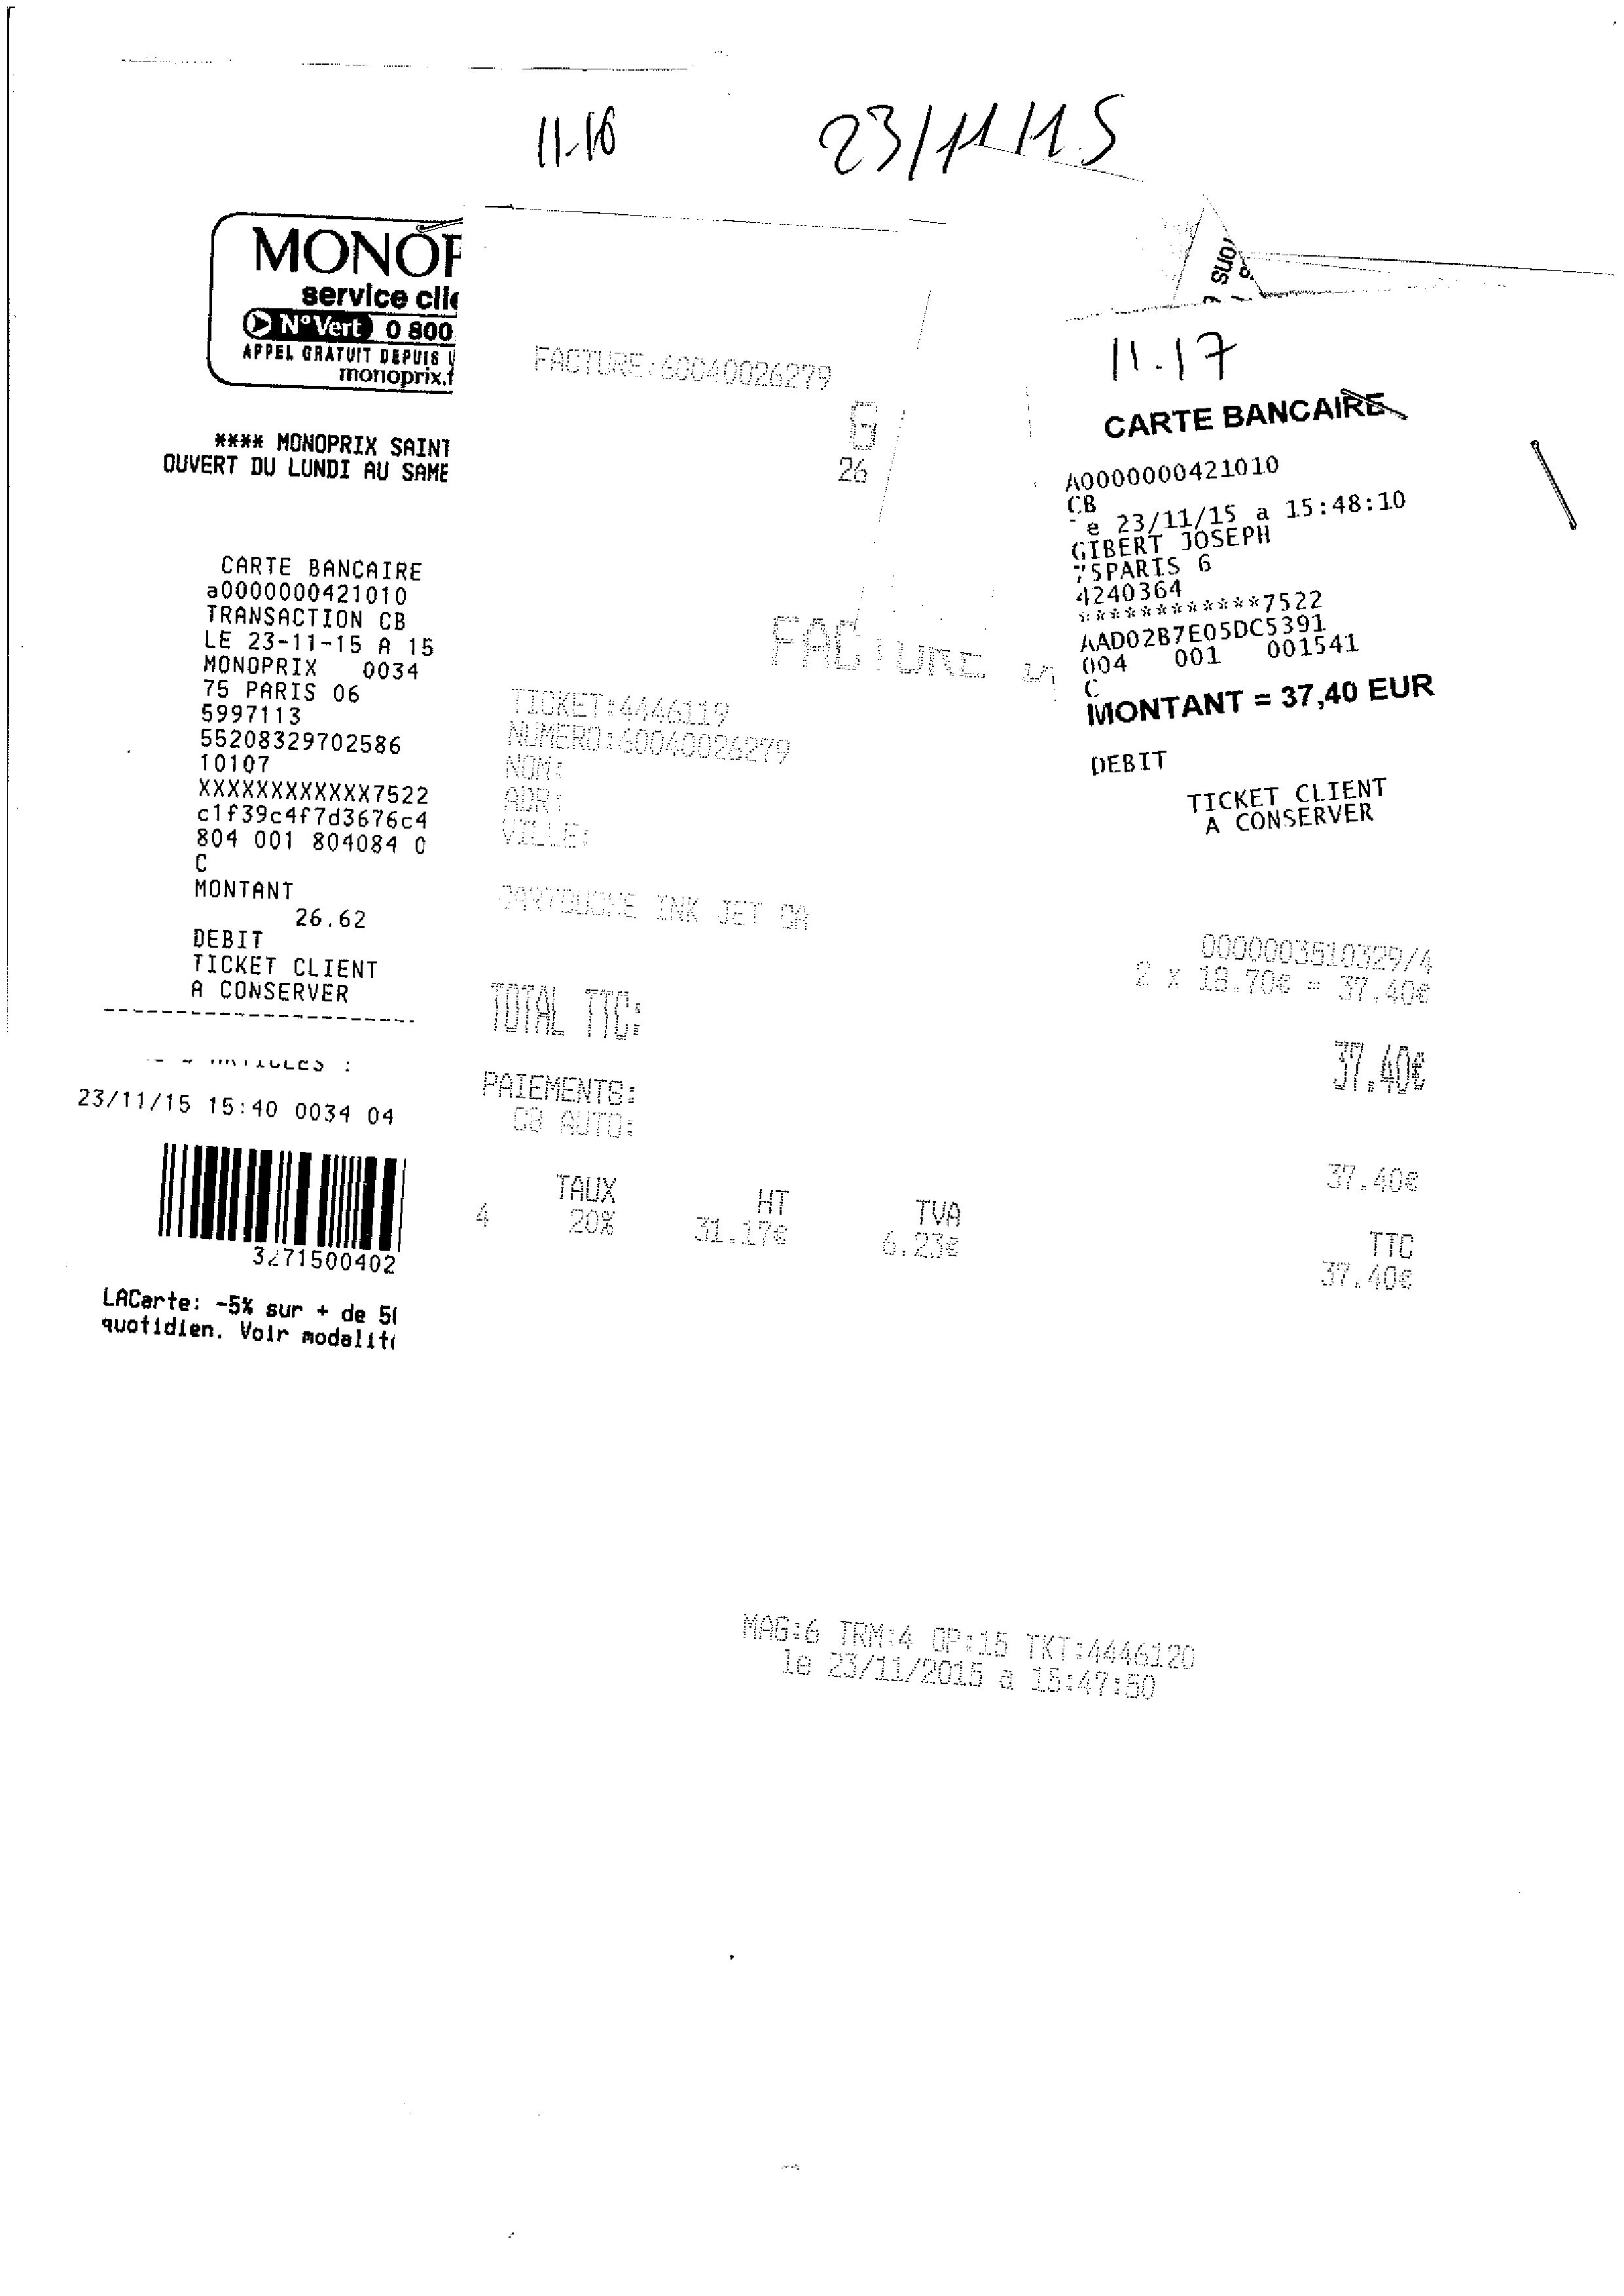 11-16
23/11/15
MONOP
service clie
N° Vert 0 800
APPEL GRATUIT DEPUIS U
monoprix.f
**** MONOPRIX SAINT
OUVERT DU LUNDI AU SAME
CARTE BANCAIRE
a0000000421010
TRANSACTION CB
LE 23-11-15 A 15
MONOPRIX 0034
75 PARIS 06
5997113
55208329702586
10107
XXXXXXXXXXXX7522
c1f39c4f7d3676c4
804 001 804084 0
C
MONTANT
26.62
DEBIT
TICKET CLIENT
A CONSERVER
ARTICLES :
23/11/15 15:40 0034 04
3271500402
LACarte: -5% sur + de 5
quotidien. Voir modalit
FACTURE:60040026279
G
26
FACTURE
TICKET:4446119
NUMERO:60040026279
NOM:
ADR:
VILLE:
CARTOUCHE INK JET CA
0000003510329/4
2 X 18.70€ = 37.40€
TOTAL TTC:
37.40€
PAIEMENTS:
CB AUTO:
37.40€
TAUX HT TVA TTC
4 20% 31.17€ 6.23€ 37.40€
MAG:6 TRM:4 OP:15 TKT:4446120
le 23/11/2015 a 15:47:50
11.17
CARTE BANCAIRE
A0000000421010
CB
e 23/11/15 a 15:48:10
GIBERT JOSEPH
75PARIS 6
4240364
************7522
AAD02B7E05DC5391
004 001 001541
C
MONTANT = 37,40 EUR
DEBIT
TICKET CLIENT
A CONSERVER